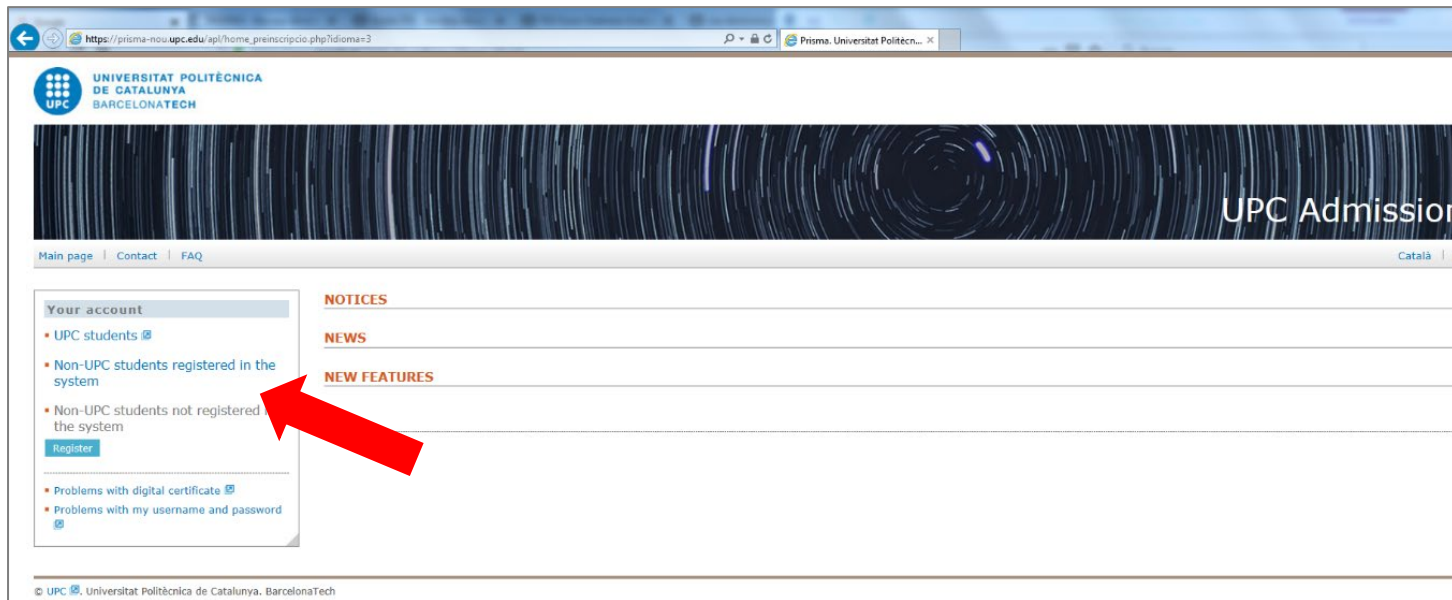 https://prisma-nou.upc.edu/apl/home_preinscripcio.php?idioma=3
Prisma. Universitat Politècn...
UNIVERSITAT POLITÈCNICA
DE CATALUNYA
BARCELONATECH
UPC
UPC Admission
Main page | Contact | FAQ
Català |
Your account
UPC students
Non-UPC students registered in the
system
Non-UPC students not registered
the system
Register
Problems with digital certificate
Problems with my username and password
NOTICES
NEWS
NEW FEATURES
© UPC. Universitat Politècnica de Catalunya. BarcelonaTech